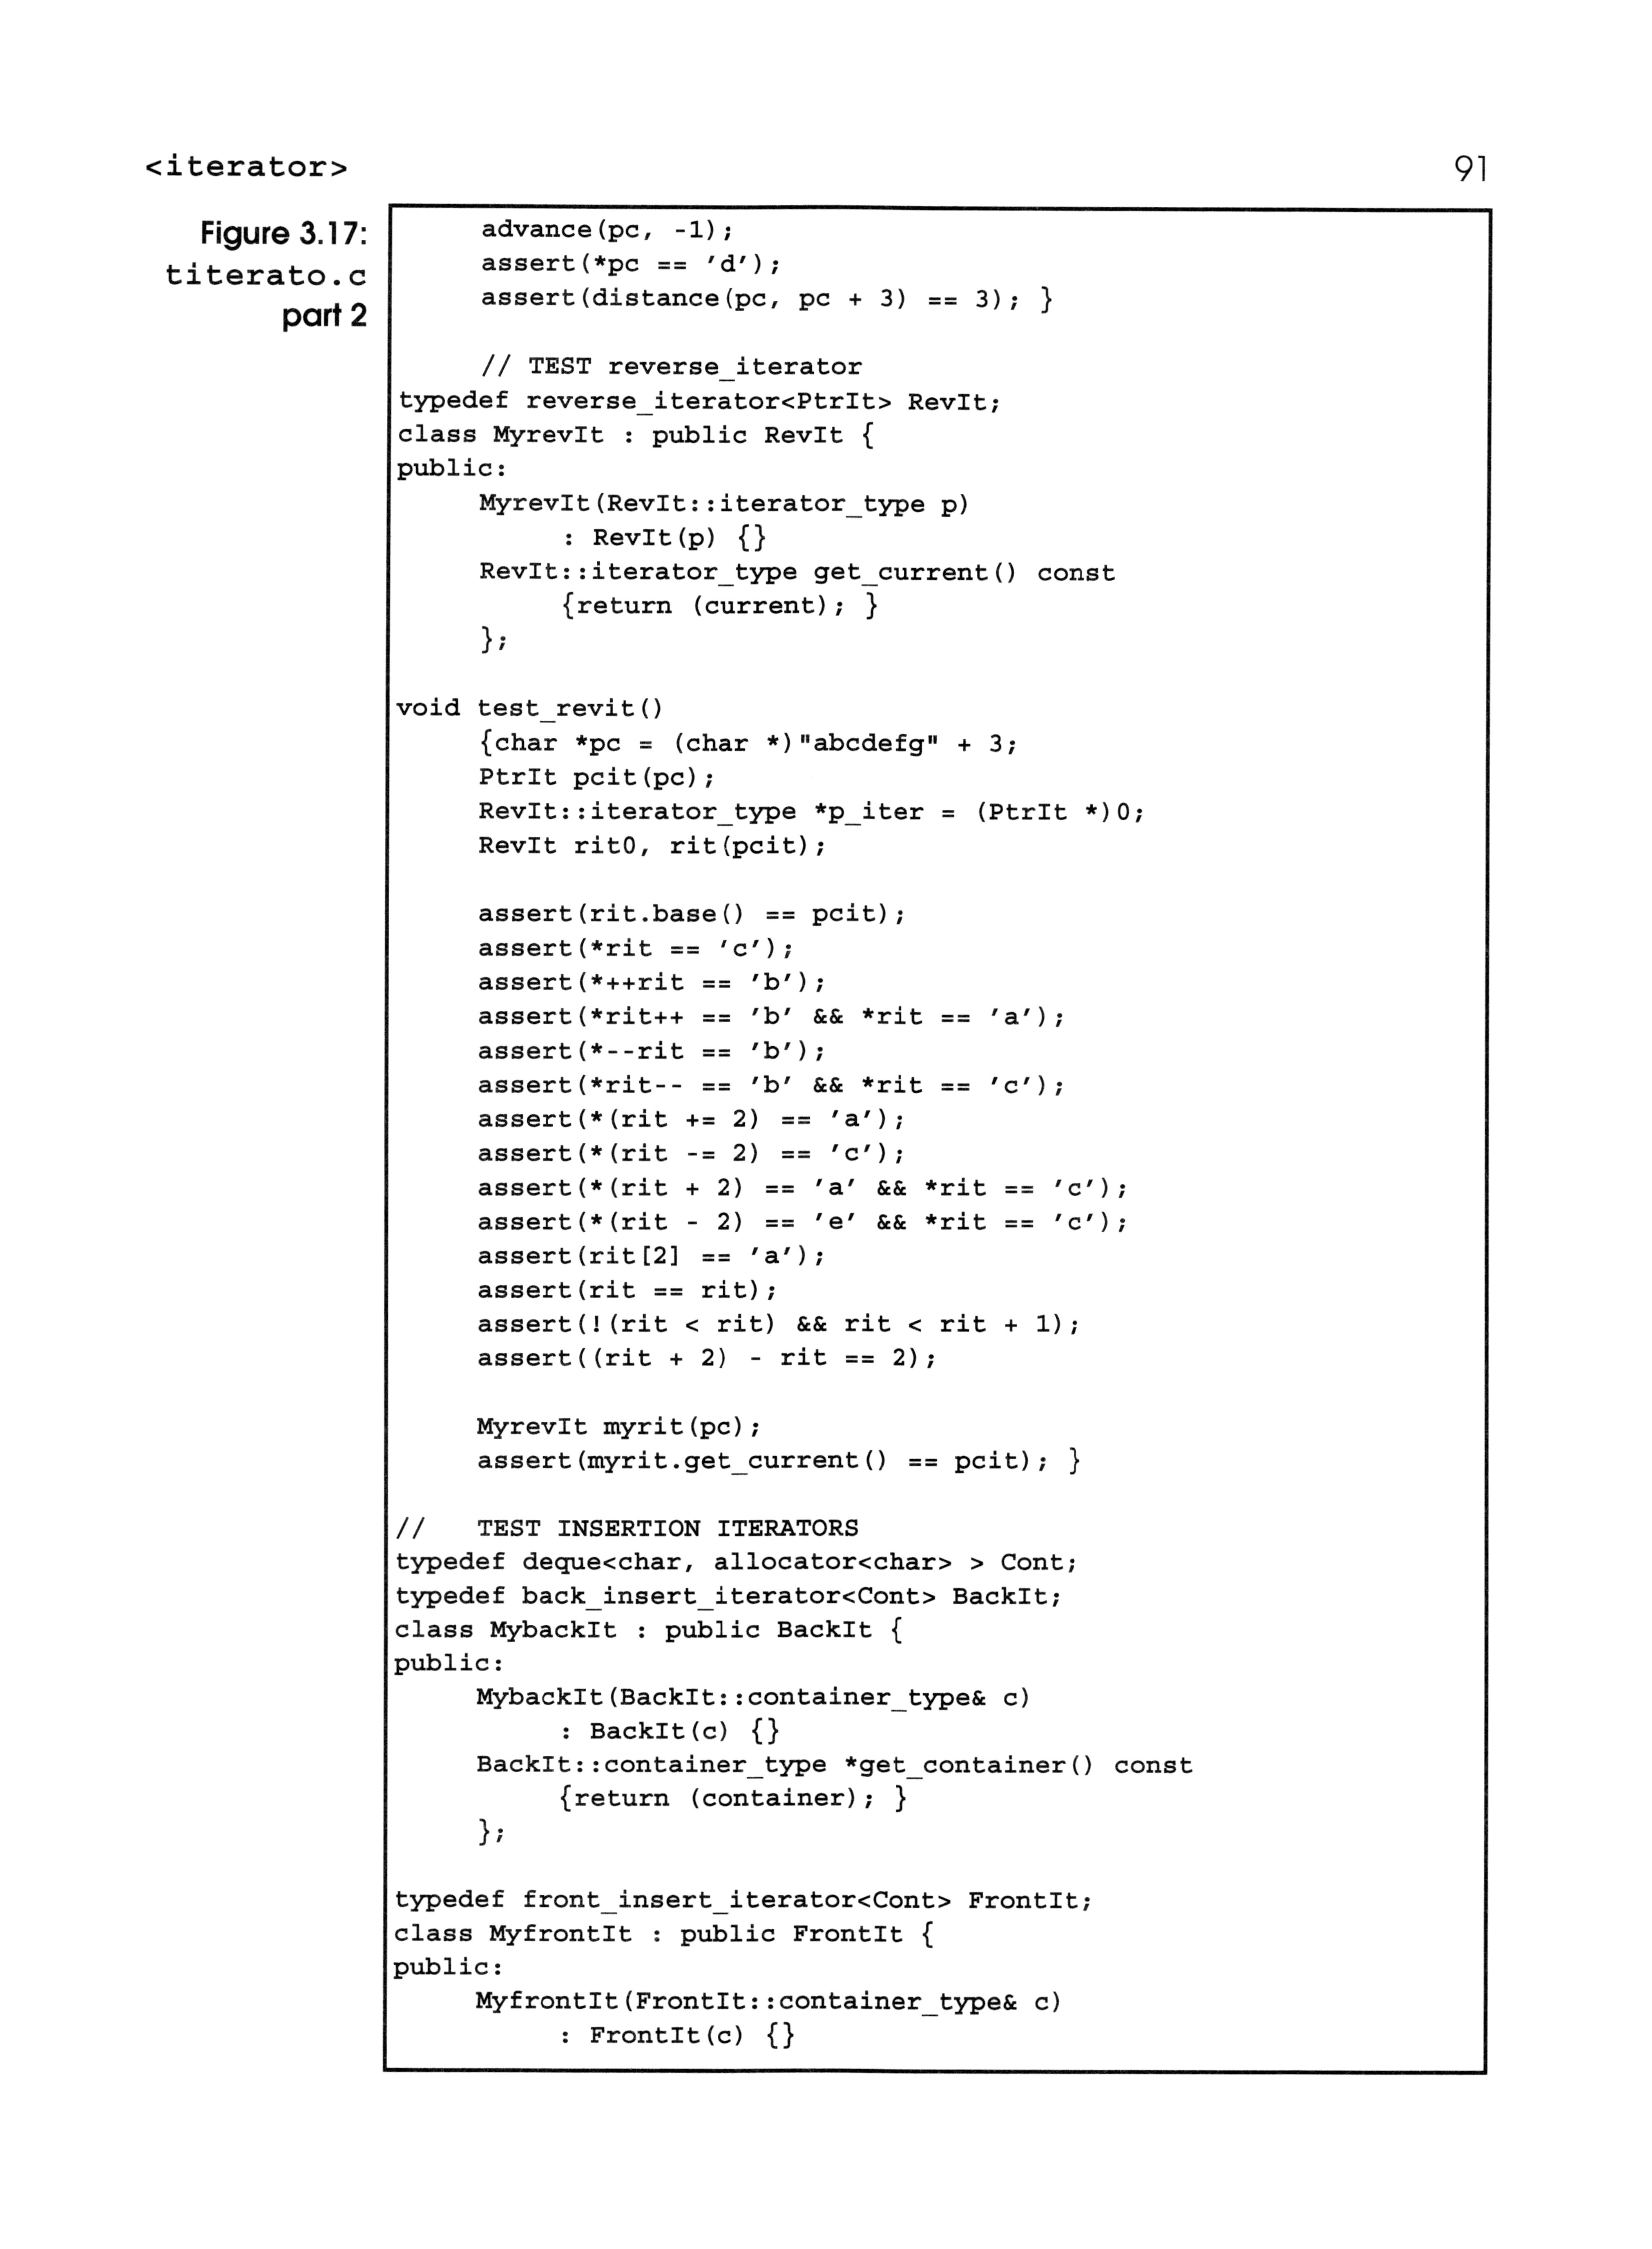 <iterator>
91
Figure 3.17:
titerato.c
part 2
advance(pc, -1);
assert(*pc == 'd');
assert(distance(pc, pc + 3) == 3); }
// TEST reverse_iterator
typedef reverse_iterator<PtrIt> RevIt;
class MyrevIt : public RevIt {
public:
MyrevIt(RevIt::iterator_type p)
: RevIt(p) {}
RevIt::iterator_type get_current() const
{return (current); }
};
void test_revit()
{char *pc = (char *)"abcdefg" + 3;
PtrIt pcit(pc);
RevIt::iterator_type *p_iter = (PtrIt *)0;
RevIt rit0, rit(pcit);
assert(rit.base() == pcit);
assert(*rit == 'c');
assert(*++rit == 'b');
assert(*rit++ == 'b' && *rit == 'a');
assert(*--rit == 'b');
assert(*rit-- == 'b' && *rit == 'c');
assert(*(rit += 2) == 'a');
assert(*(rit -= 2) == 'c');
assert(*(rit + 2) == 'a' && *rit == 'c');
assert(*(rit - 2) == 'e' && *rit == 'c');
assert(rit[2] == 'a');
assert(rit == rit);
assert(!(rit < rit) && rit < rit + 1);
assert((rit + 2) - rit == 2);
MyrevIt myrit(pc);
assert(myrit.get_current() == pcit); }
// TEST INSERTION ITERATORS
typedef deque<char, allocator<char> > Cont;
typedef back_insert_iterator<Cont> BackIt;
class MybackIt : public BackIt {
public:
MybackIt(BackIt::container_type& c)
: BackIt(c) {}
BackIt::container_type *get_container() const
{return (container); }
};
typedef front_insert_iterator<Cont> FrontIt;
class MyfrontIt : public FrontIt {
public:
MyfrontIt(FrontIt::container_type& c)
: FrontIt(c) {}